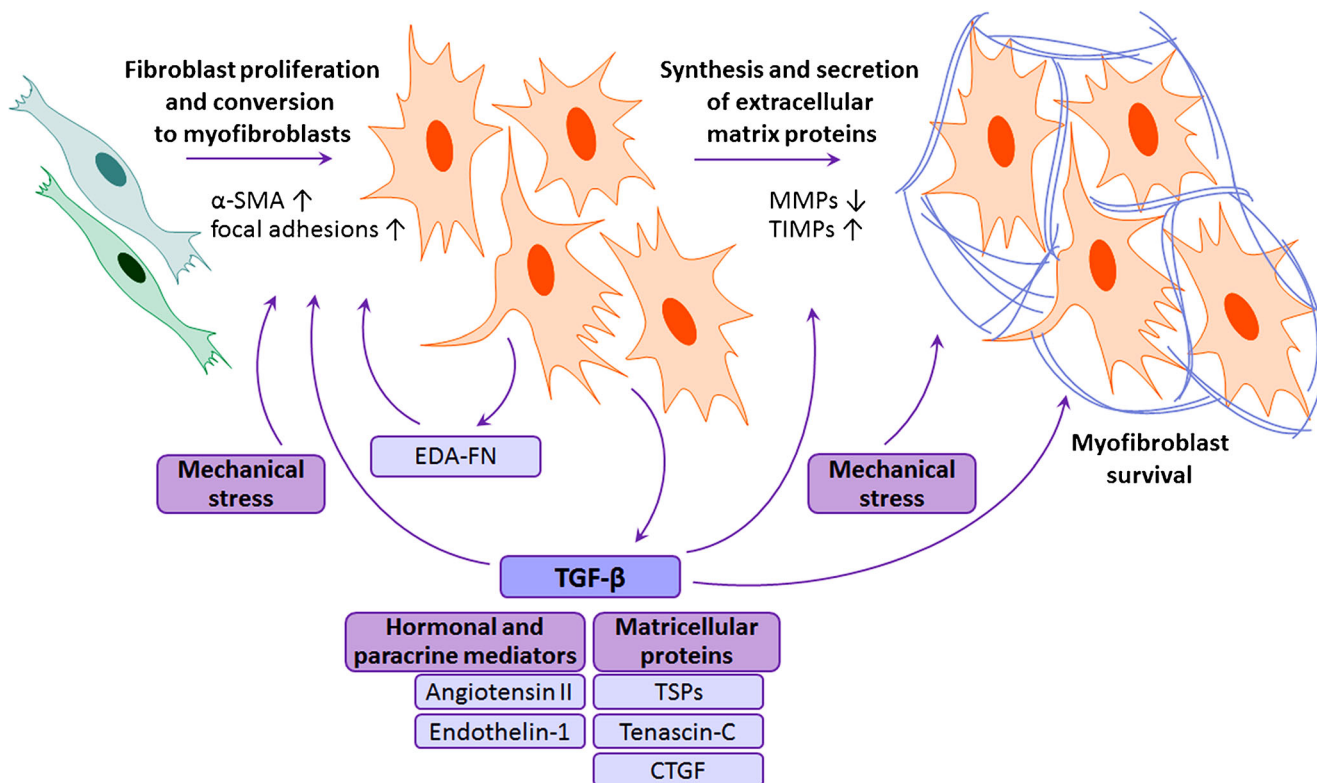 Fibroblast proliferation
and conversion
to myofibroblasts
α-SMA ↑
focal adhesions ↑
Synthesis and secretion
of extracellular
matrix proteins
MMPs ↓
TIMPs ↑
EDA-FN
Mechanical
stress
Mechanical
stress
Myofibroblast
survival
TGF-β
Hormonal and
paracrine mediators
Angiotensin II
Endothelin-1
Matricellular
proteins
TSPs
Tenascin-C
CTGF